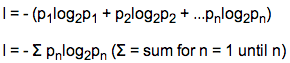 I = - (p₁log₂p₁ + p₂log₂p₂ + ...pₙlog₂pₙ)
I = - Σ pₙlog₂pₙ (Σ = sum for n = 1 until n)